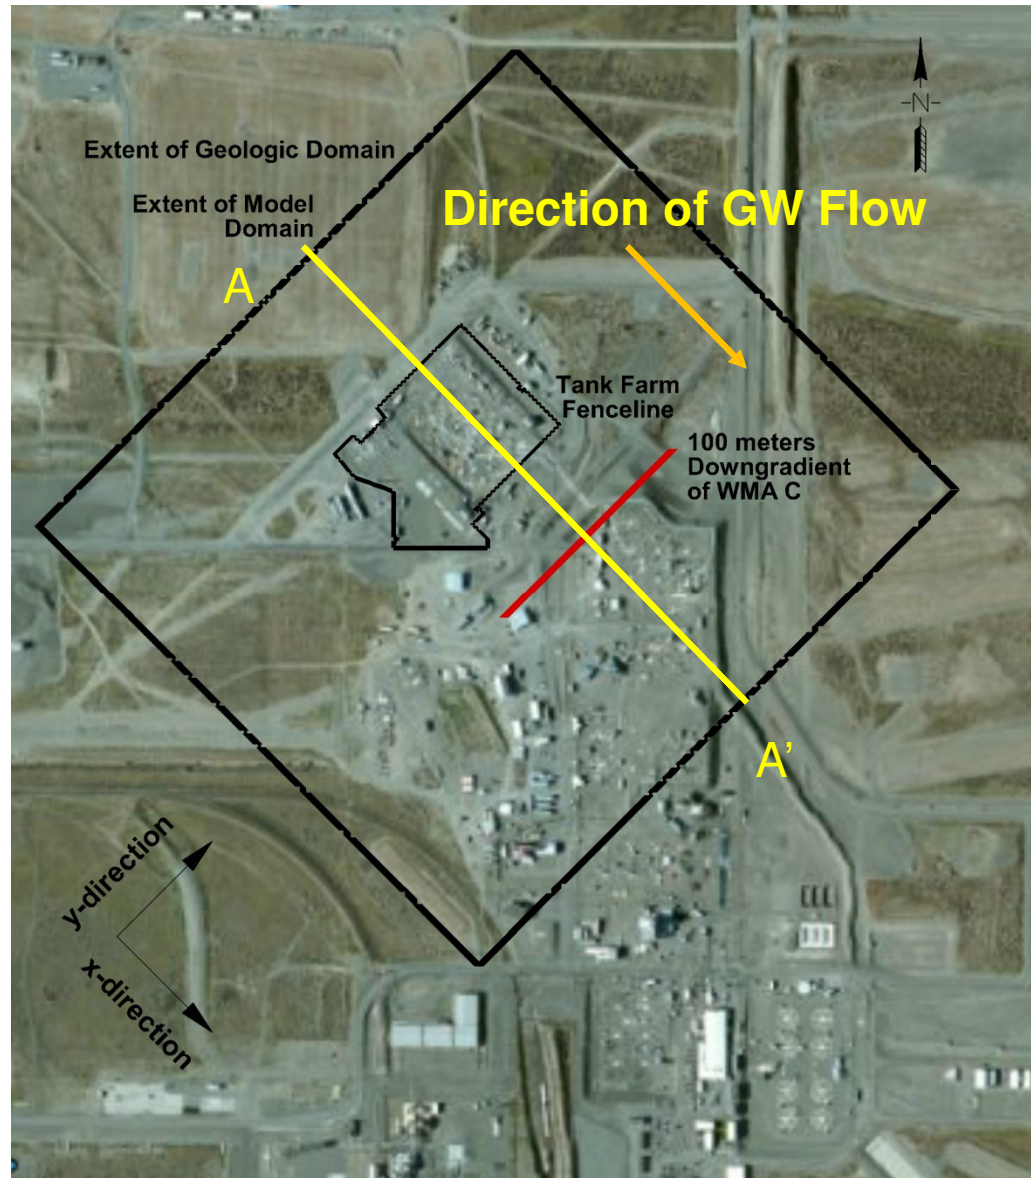 -N-
Extent of Geologic Domain
Extent of Model
Domain
Direction of GW Flow
A
Tank Farm
Fenceline
100 meters
Downgradient
of WMA C
A’
y-direction
x-direction